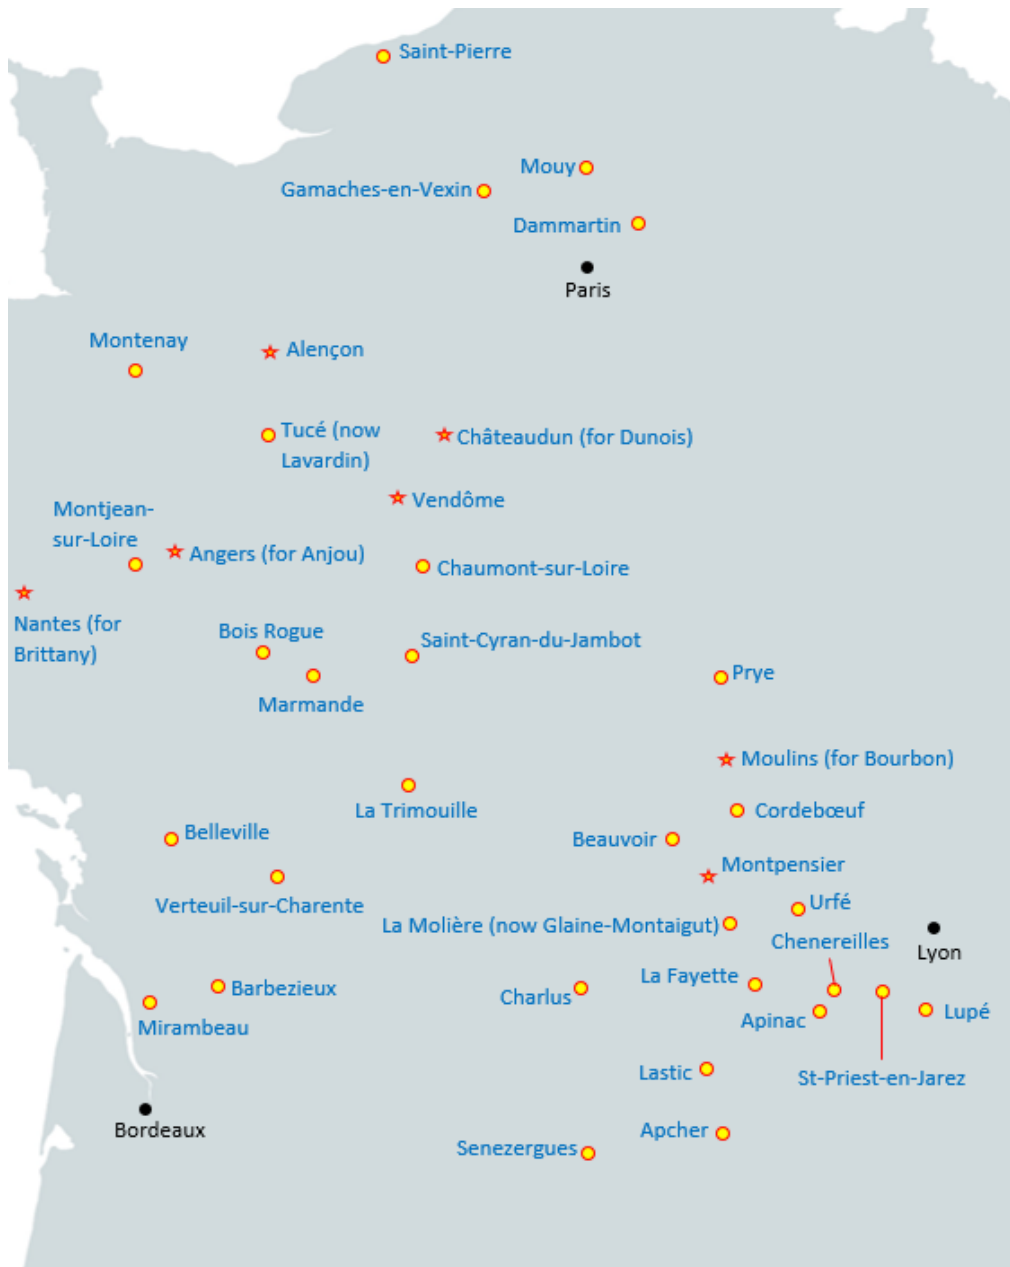 Saint-Pierre
Mouy
Gamaches-en-Vexin
Dammartin
Paris
Montenay
Alençon
Tucé (now
Lavardin)
Châteaudun (for Dunois)
Vendôme
Montjean-
sur-Loire
Angers (for Anjou)
Chaumont-sur-Loire
Nantes (for
Brittany)
Bois Rogue
Saint-Cyran-du-Jambot
Prye
Marmande
Moulins (for Bourbon)
La Trimouille
Cordebœuf
Belleville
Beauvoir
Montpensier
Verteuil-sur-Charente
Urfé
La Molière (now Glaine-Montaigut)
Chenereilles
Lyon
La Fayette
Barbezieux
Charlus
Mirambeau
Apinac
Lupé
Lastic
St-Priest-en-Jarez
Bordeaux
Apcher
Senezergues